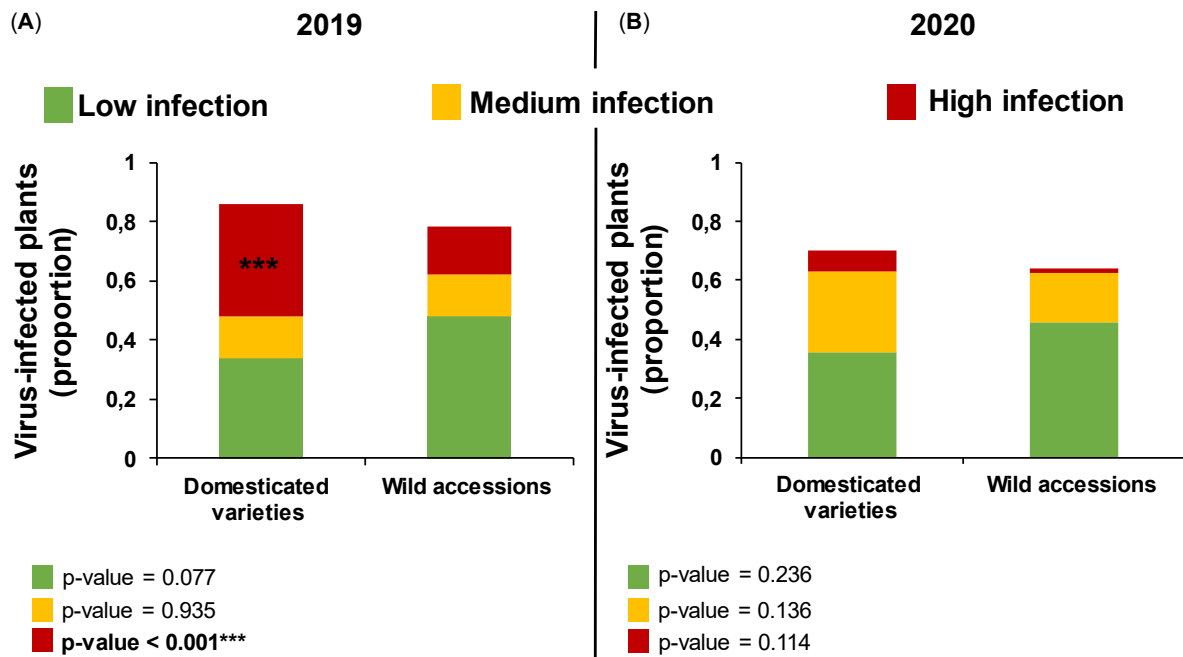 (A)
2019
(B)
2020
Low infection
Medium infection
High infection
Virus-infected plants
(proportion)
1
0,8
0,6
0,4
0,2
0
***
Domesticated
varieties
Wild accessions
Virus-infected plants
(proportion)
1
0,8
0,6
0,4
0,2
0
Domesticated
varieties
Wild accessions
p-value = 0.077
p-value = 0.935
p-value < 0.001***
p-value = 0.236
p-value = 0.136
p-value = 0.114